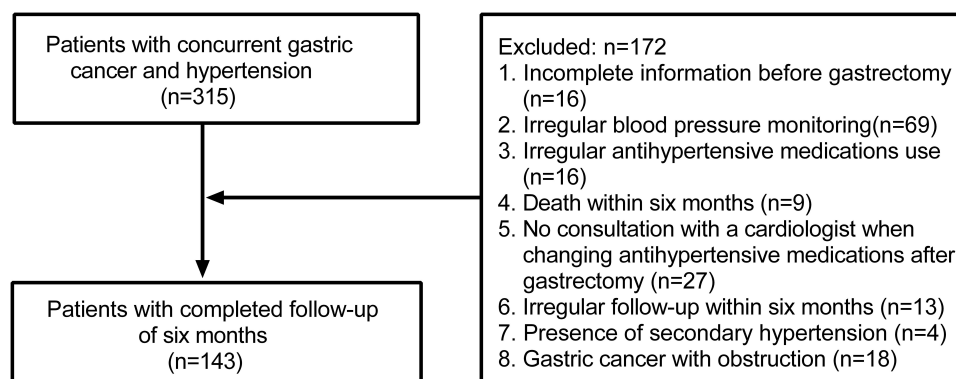 Patients with concurrent gastric
cancer and hypertension
(n=315)
Excluded: n=172
1. Incomplete information before gastrectomy
(n=16)
2. Irregular blood pressure monitoring(n=69)
3. Irregular antihypertensive medications use
(n=16)
4. Death within six months (n=9)
5. No consultation with a cardiologist when
changing antihypertensive medications after
gastrectomy (n=27)
6. Irregular follow-up within six months (n=13)
7. Presence of secondary hypertension (n=4)
8. Gastric cancer with obstruction (n=18)
Patients with completed follow-up
of six months
(n=143)